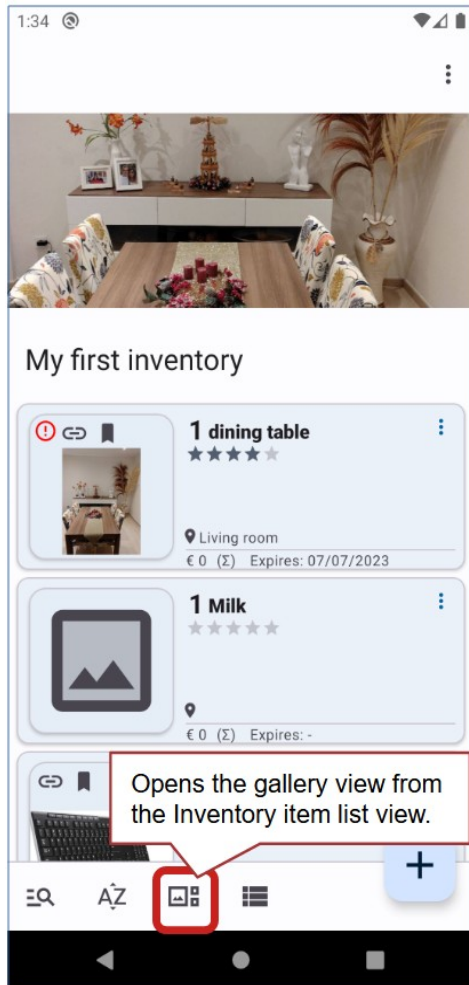 1:34
My first inventory
1 dining table
Living room
€ 0 (Σ) Expires: 07/07/2023
1 Milk
€ 0 (Σ) Expires: -
Opens the gallery view from
the Inventory item list view.
+
AZ